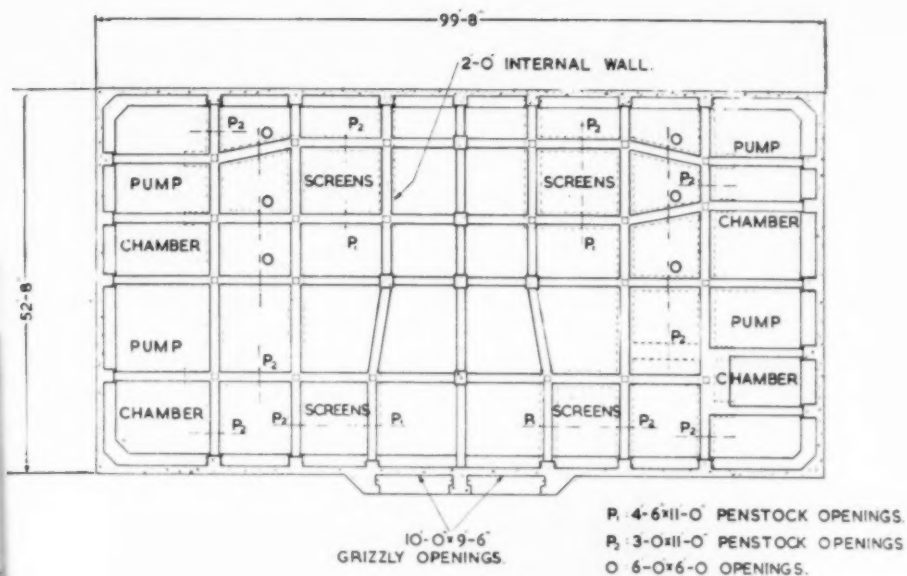 99'-8"
2'-0" INTERNAL WALL.
P₂ O P₂ P₂ O
PUMP
PUMP SCREENS SCREENS P₂
O O
P₁ P₁ CHAMBER
CHAMBER O O
52'-8"
PUMP P₂ PUMP
P₂
CHAMBER
CHAMBER P₂ P₂ SCREENS P₁ P₁ SCREENS P₂ P₂
10'-0"×9'-6"
GRIZZLY OPENINGS.
P₁ 4'-6"×11'-0" PENSTOCK OPENINGS.
P₂ 3'-0×11'-0" PENSTOCK OPENINGS
O 6'-0×6'-0 OPENINGS.